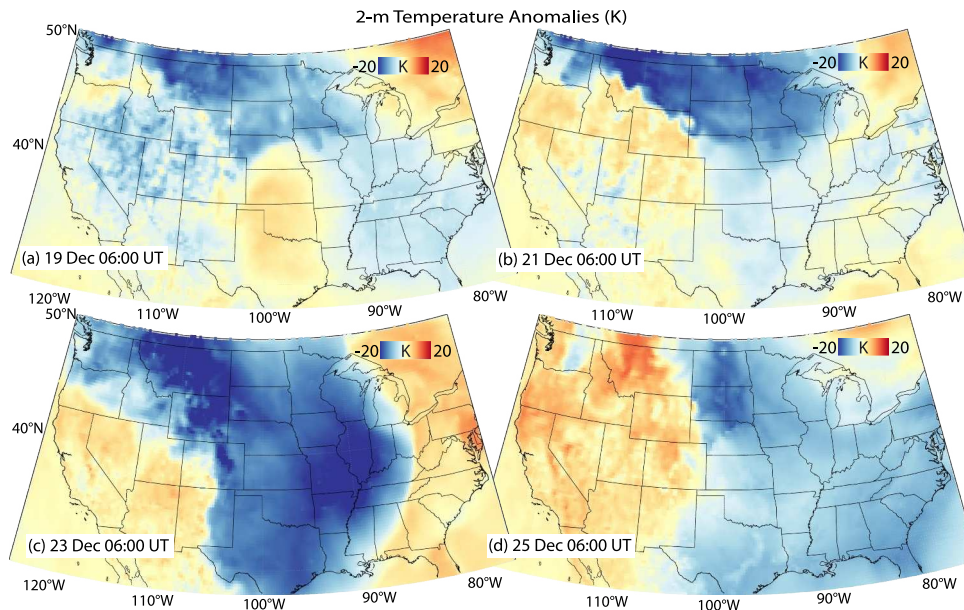 2-m Temperature Anomalies (K)
50°N
-20 K 20
-20 K 20
40°N
(a) 19 Dec 06:00 UT
(b) 21 Dec 06:00 UT
120°W
110°W
100°W
90°W
80°W
110°W
100°W
90°W
80°W
50°N
-20 K 20
-20 K 20
40°N
(c) 23 Dec 06:00 UT
(d) 25 Dec 06:00 UT
120°W
110°W
100°W
90°W
80°W
110°W
100°W
90°W
80°W